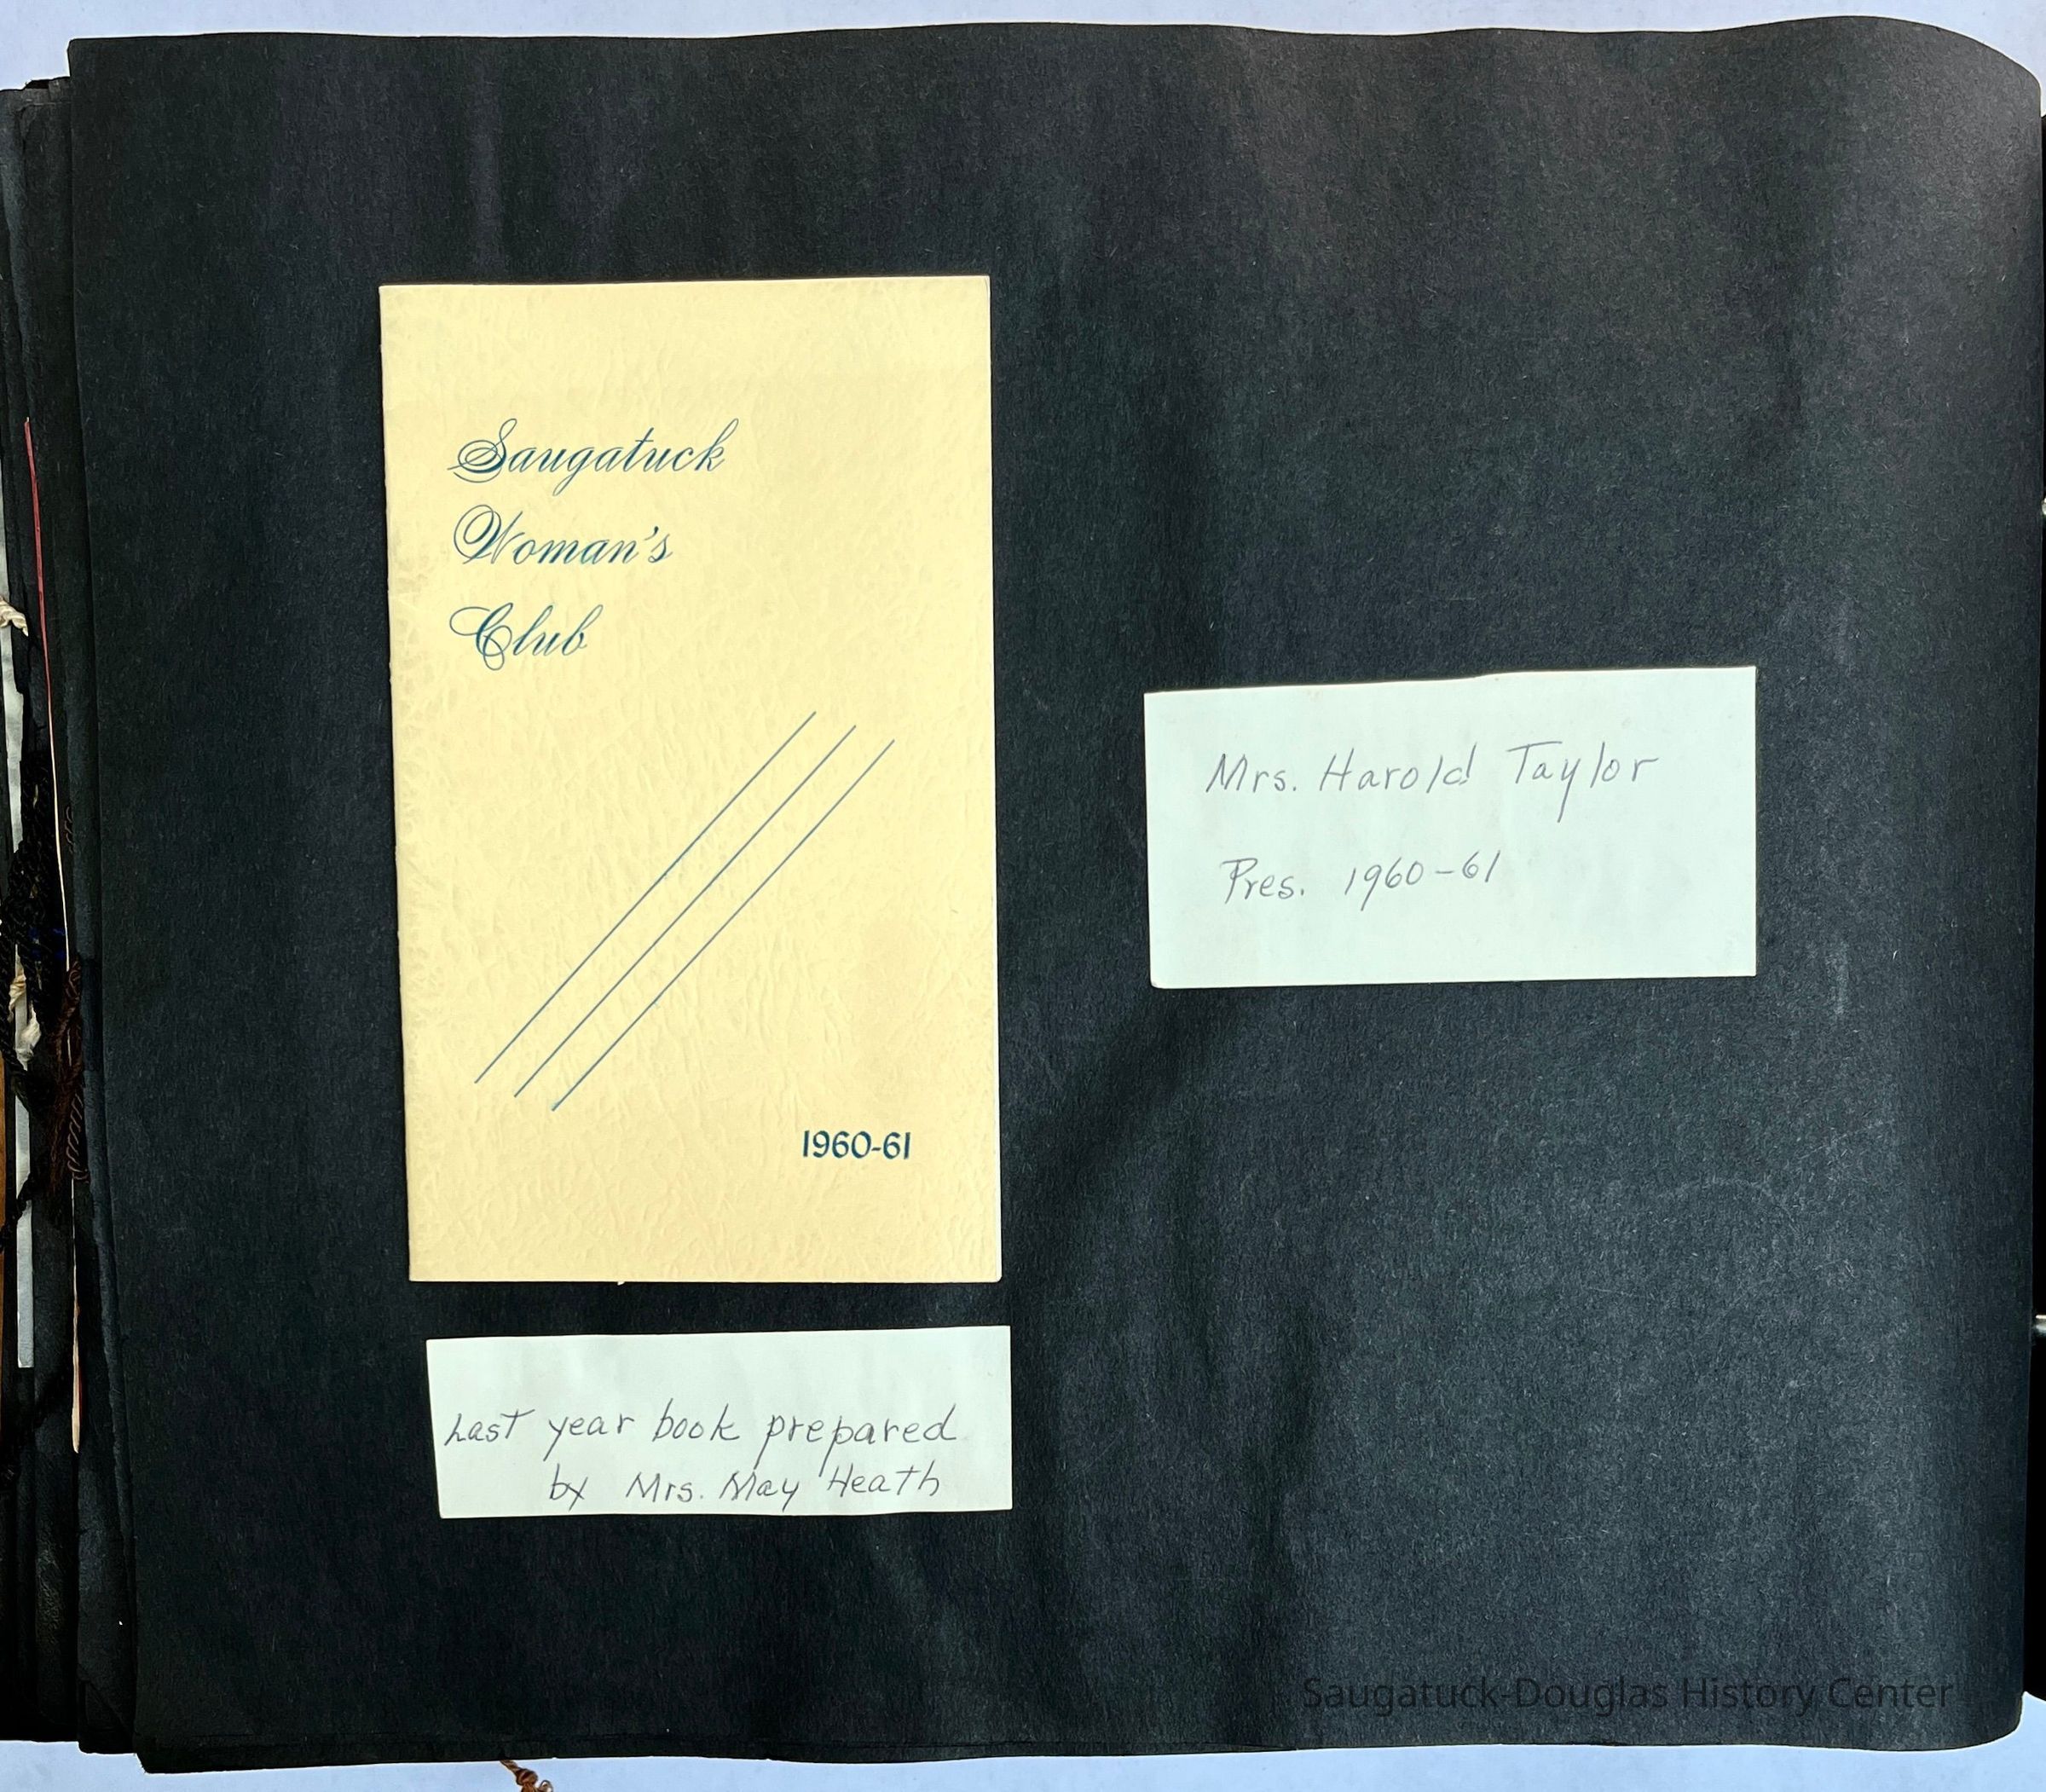 Saugatuck
Woman's
Club
1960-61
Mrs. Harold Taylor
Pres. 1960-61
Last year book prepared
by Mrs. May Heath
Saugatuck-Douglas History Center